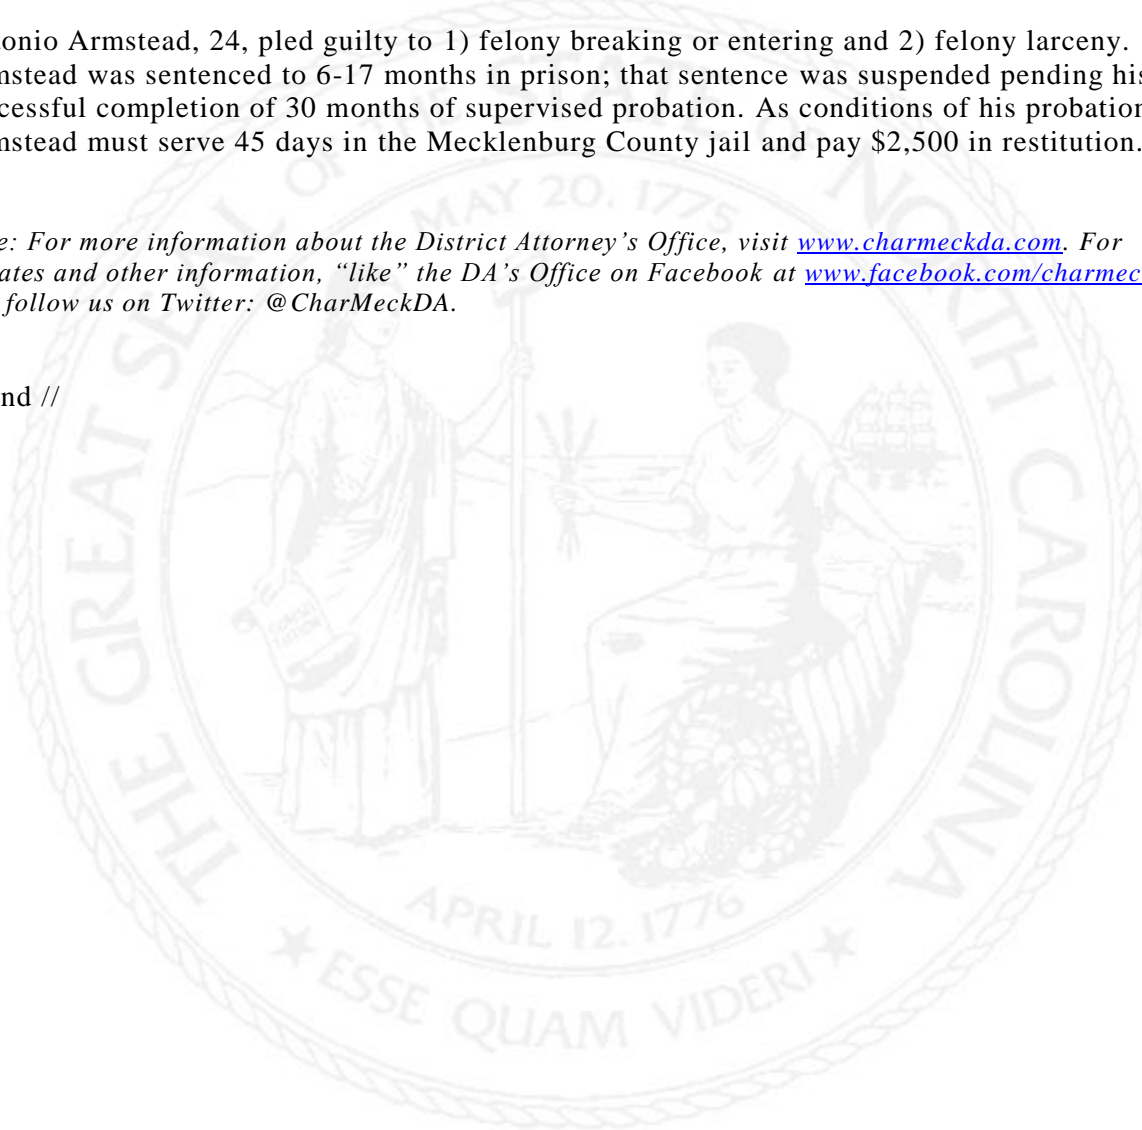 onio Armstead, 24, pled guilty to 1) felony breaking or entering and 2) felony larceny.
mstead was sentenced to 6-17 months in prison; that sentence was suspended pending his
cessful completion of 30 months of supervised probation. As conditions of his probation
mstead must serve 45 days in the Mecklenburg County jail and pay $2,500 in restitution.
e: For more information about the District Attorney’s Office, visit www.charmeckda.com. For
ates and other information, “like” the DA’s Office on Facebook at www.facebook.com/charmec
follow us on Twitter: @CharMeckDA.
nd //
THE GREAT SEAL OF THE STATE OF NORTH CAROLINA
MAY 20, 1775
APRIL 12, 1776
ESSE QUAM VIDERI